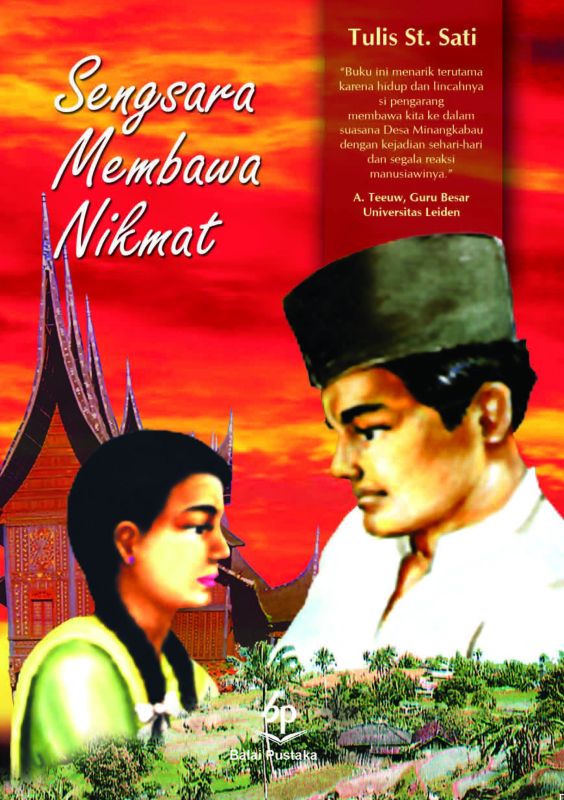 Tulis St. Sati
“Buku ini menarik terutama
karena hidup dan lincahnya
si pengarang
membawa kita ke dalam
suasana Desa Minangkabau
dengan kejadian sehari-hari
dan segala reaksi
manusiawinya.”
A. Teeuw, Guru Besar
Universitas Leiden
Sengsara
Membawa
Nikmat
bp
Balai Pustaka